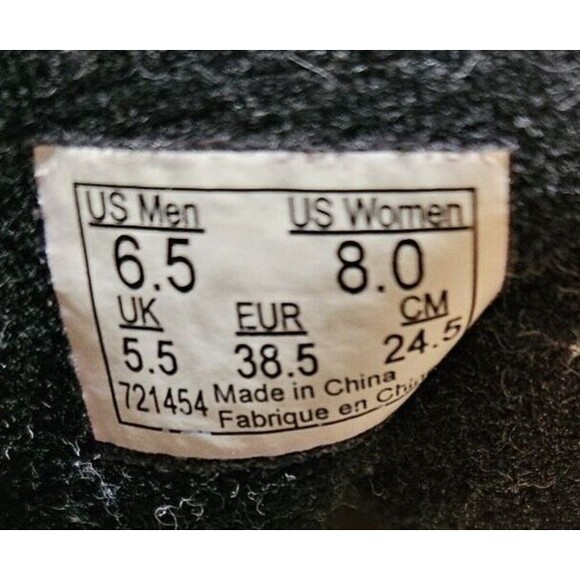 US Men US Women
6.5 8.0
UK EUR CM
5.5 38.5 24.5
721454 Made in China
Fabrique en